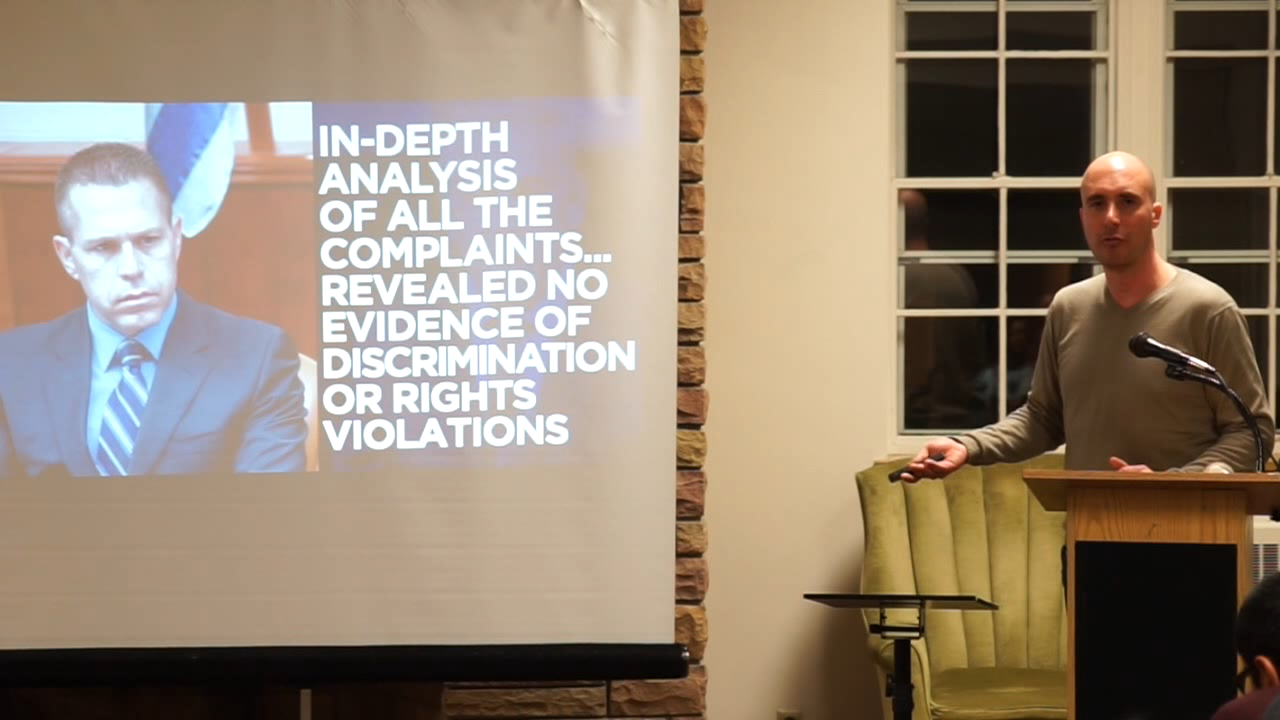 IN-DEPTH
ANALYSIS
OF ALL THE
COMPLAINTS...
REVEALED NO
EVIDENCE OF
DISCRIMINATION
OR RIGHTS
VIOLATIONS